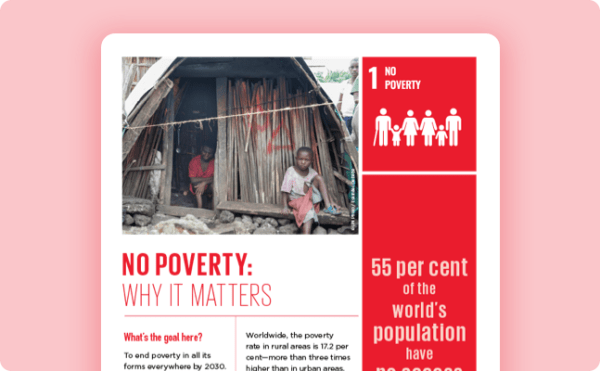 1 NO
POVERTY
NO POVERTY:
WHY IT MATTERS
What's the goal here?
To end poverty in all its
forms everywhere by 2030.
Worldwide, the poverty
rate in rural areas is 17.2 per
cent—more than three times
higher than in urban areas.
55 per cent
of the
world's
population
have
no access